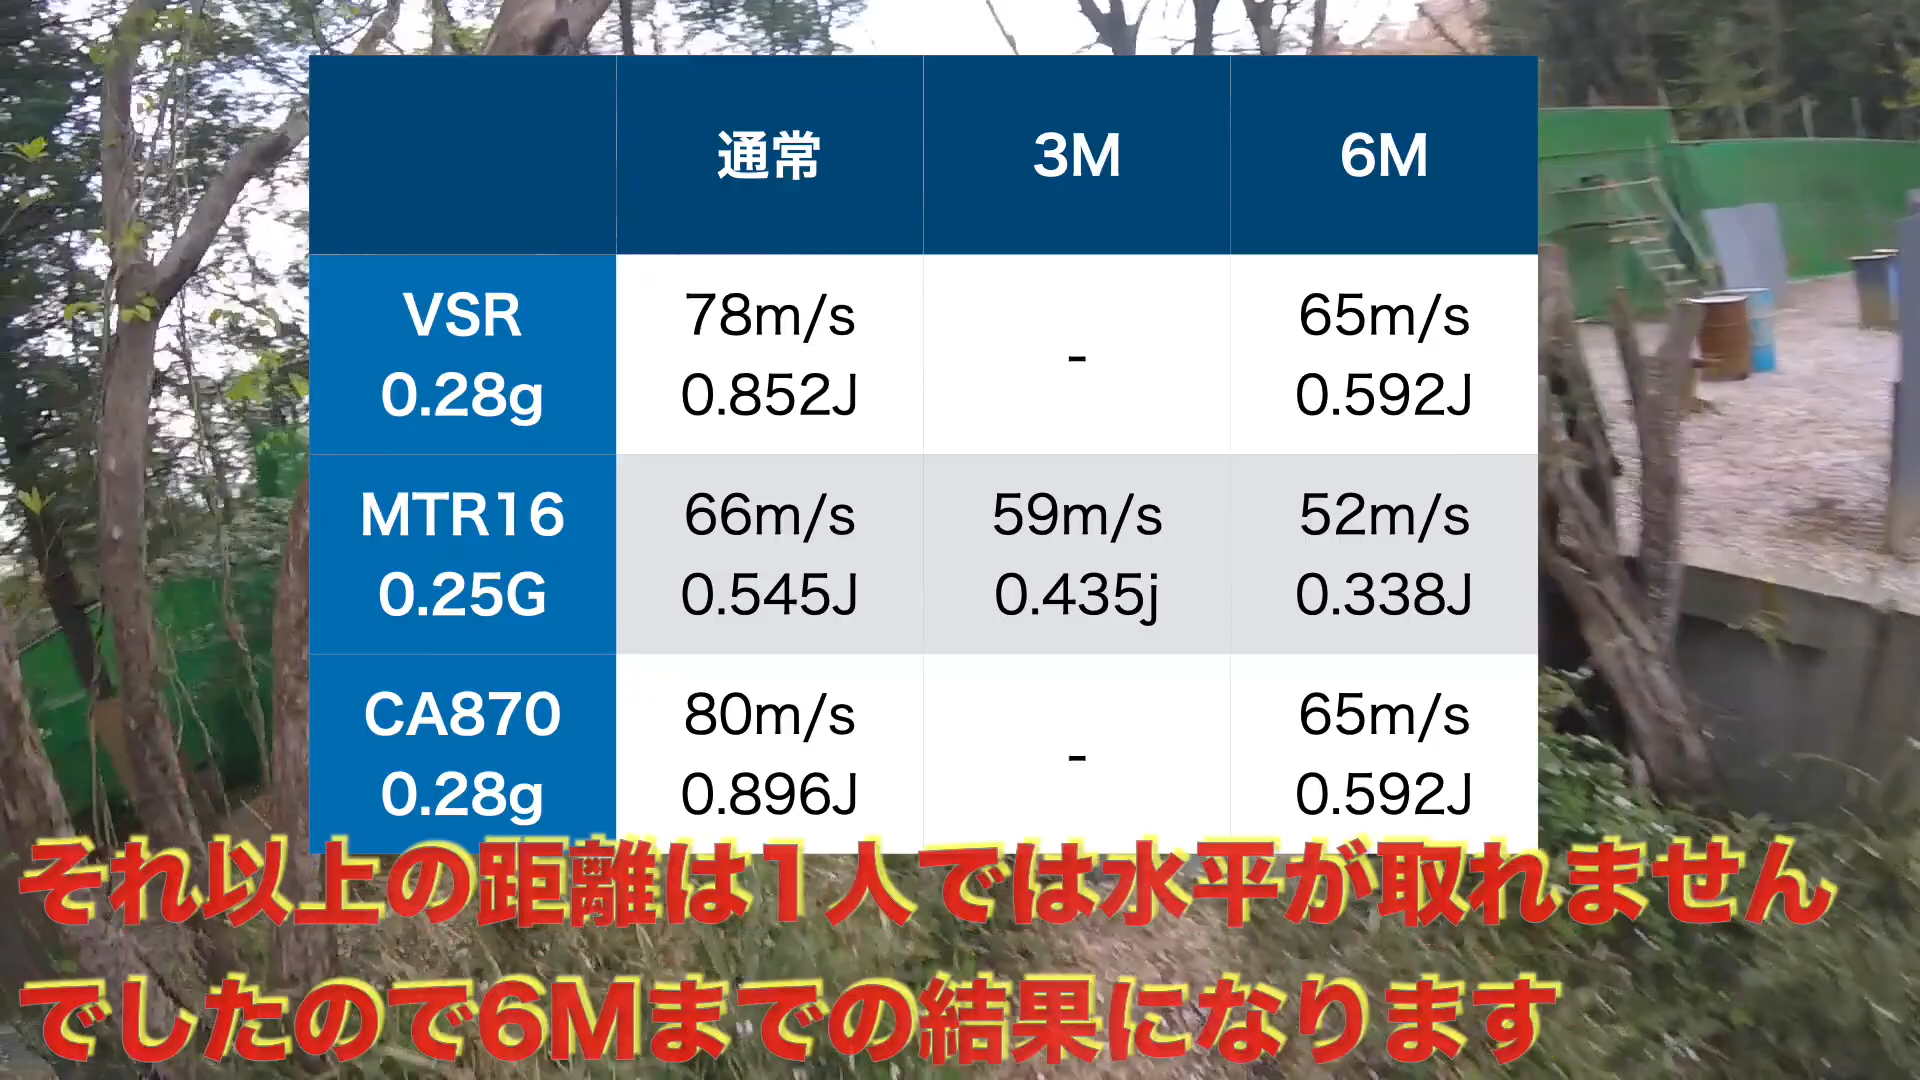 通常 3M 6M
VSR 78m/s 65m/s
-
0.28g 0.852J 0.592J
MTR16 66m/s 59m/s 52m/s
0.25G 0.545J 0.435j 0.338J
CA870 80m/s 65m/s
-
0.28g 0.896J 0.592J
それ以上の距離は1人では水平が取れません
でしたので6Mまでの結果になります